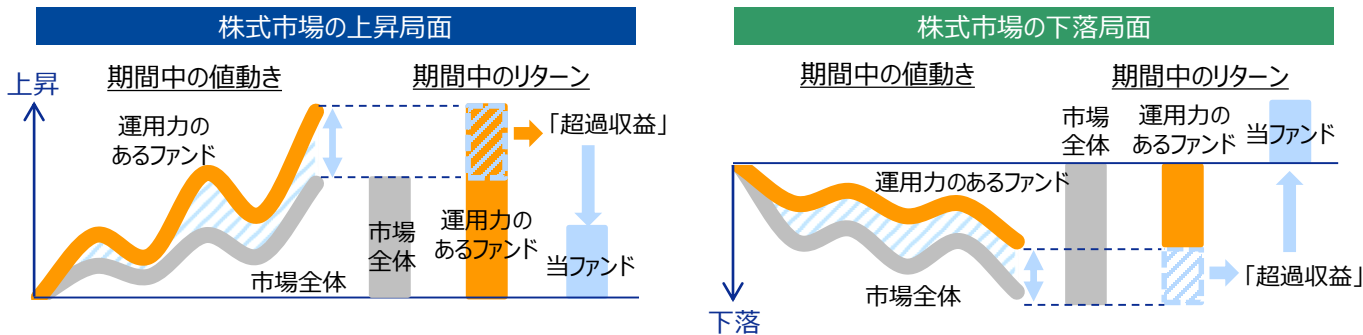 株式市場の上昇局面
期間中の値動き
期間中のリターン
上昇
運用力の
あるファンド
「超過収益」
市場
全体
運用力の
あるファンド
当ファンド
市場全体
株式市場の下落局面
期間中の値動き
期間中のリターン
市場
全体
運用力の
あるファンド
当ファンド
運用力のあるファンド
市場全体
「超過収益」
下落